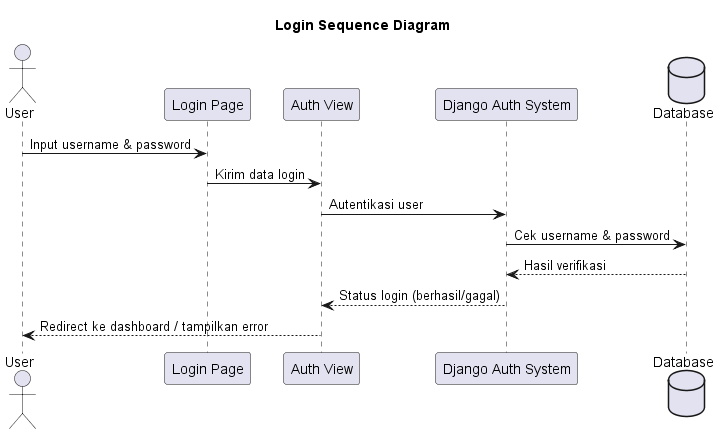 Login Sequence Diagram
User
Login Page
Auth View
Django Auth System
Database
Input username & password
Kirim data login
Autentikasi user
Cek username & password
Hasil verifikasi
Status login (berhasil/gagal)
Redirect ke dashboard / tampilkan error
User
Login Page
Auth View
Django Auth System
Database